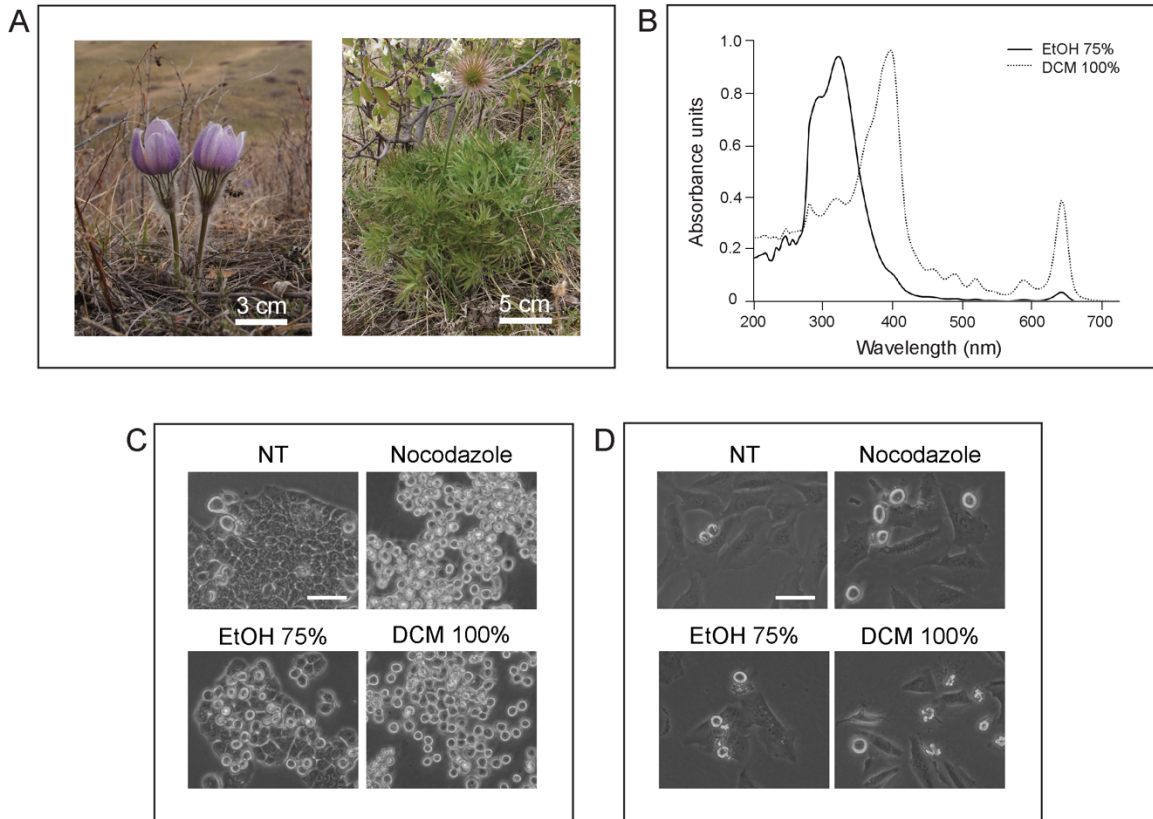 A
3 cm
5 cm
B
Absorbance units
1.0
0.8
0.6
0.4
0.2
0
200 300 400 500 600 700
Wavelength (nm)
EtOH 75%
DCM 100%
C
NT Nocodazole
EtOH 75% DCM 100%
D
NT Nocodazole
EtOH 75% DCM 100%